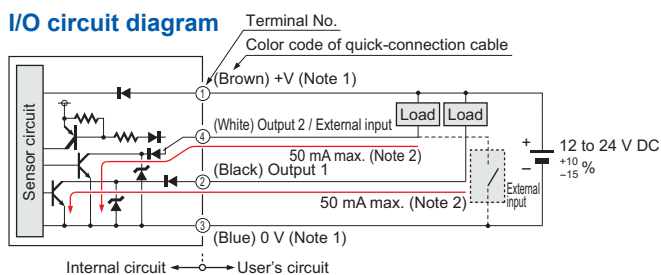 I/O circuit diagram
Terminal No.
Color code of quick-connection cable
Sensor circuit
1
(Brown) +V (Note 1)
Load
Load
4
(White) Output 2 / External input
50 mA max. (Note 2)
+
12 to 24 V DC
−
+10
−15 %
2
(Black) Output 1
External
input
50 mA max. (Note 2)
3
(Blue) 0 V (Note 1)
Internal circuit
User's circuit